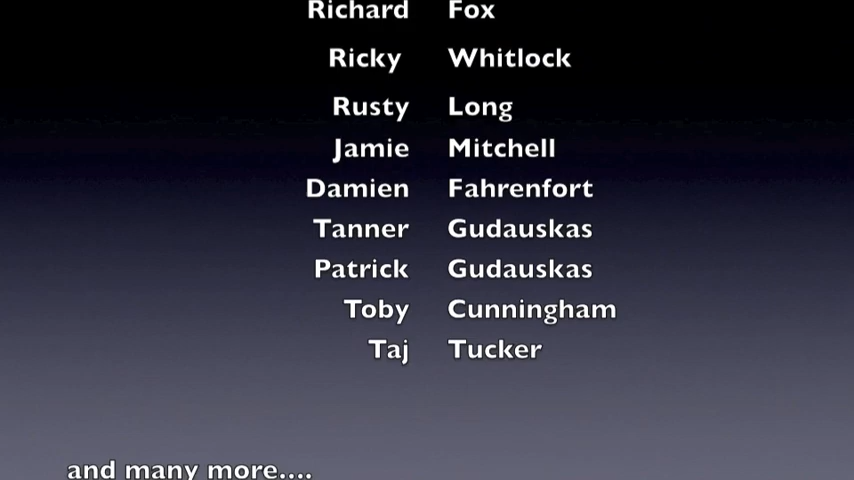 Richard Fox
Ricky Whitlock
Rusty Long
Jamie Mitchell
Damien Fahrenfort
Tanner Gudauskas
Patrick Gudauskas
Toby Cunningham
Taj Tucker
and many more....